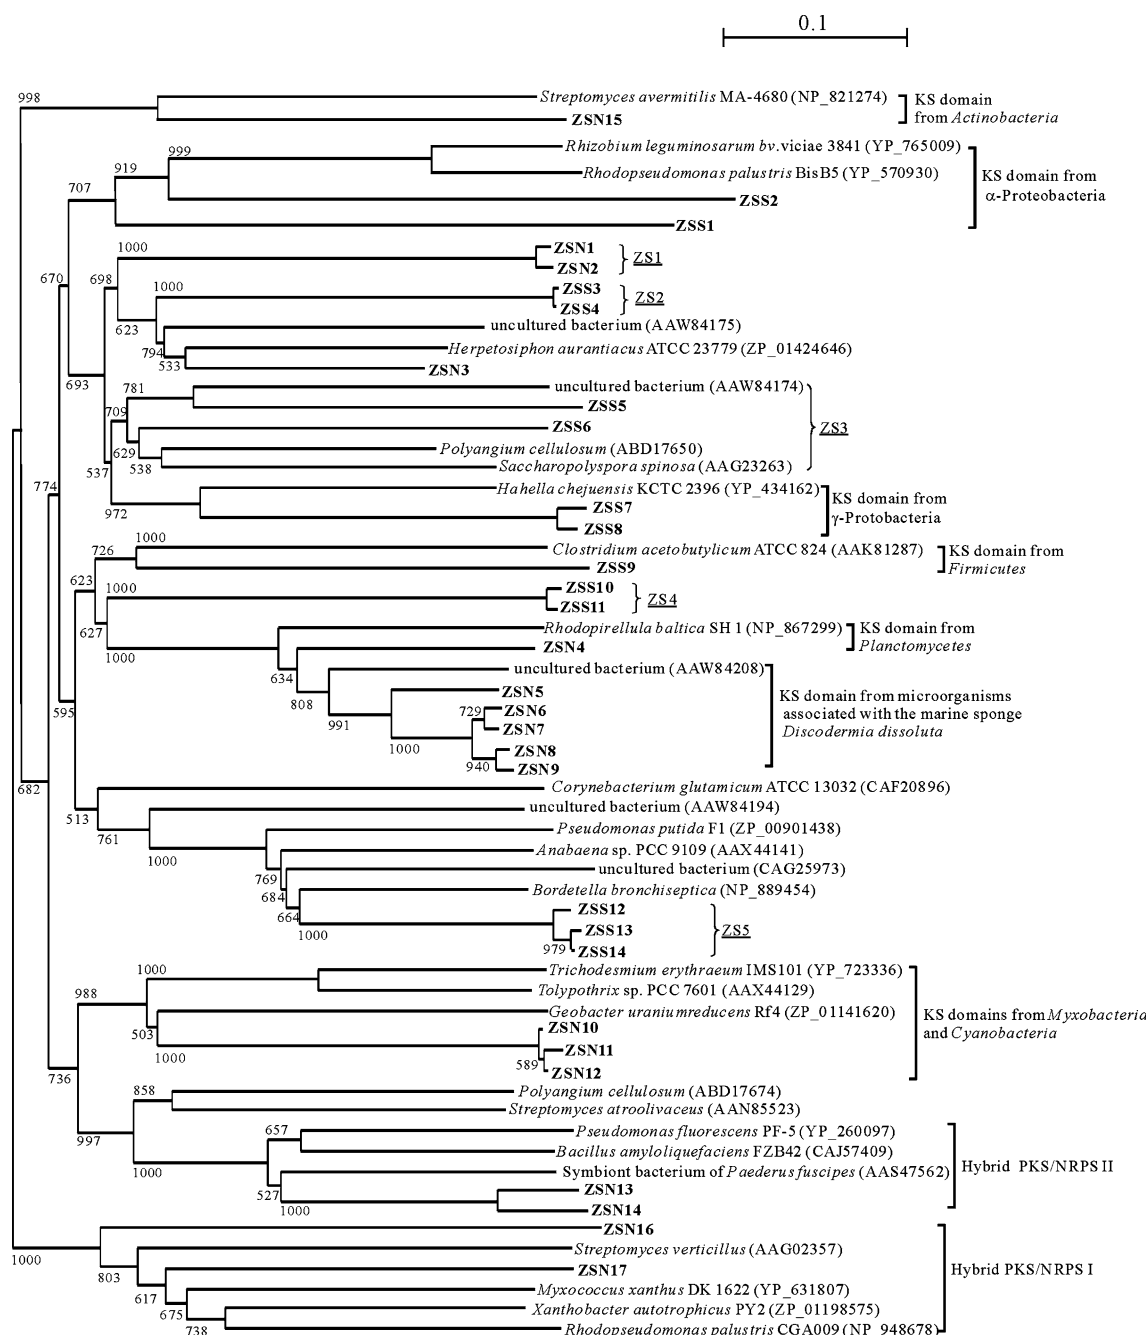 0.1
998
Streptomyces avermitilis MA-4680 (NP_821274)
ZSN15
KS domain
from Actinobacteria
999
919
707
Rhizobium leguminosarum bv.viciae 3841 (YP_765009)
Rhodopseudomonas palustris BisB5 (YP_570930)
ZSS2
ZSS1
KS domain from
α-Proteobacteria
1000
ZSN1
ZSN2
ZS1
670
698
1000
ZSS3
ZSS4
ZS2
623
uncultured bacterium (AAW84175)
794
Herpetosiphon aurantiacus ATCC 23779 (ZP_01424646)
533
ZSN3
693
781
uncultured bacterium (AAW84174)
709
ZSS5
ZSS6
ZS3
629
Polyangium cellulosum (ABD17650)
538
Saccharopolyspora spinosa (AAG23263)
537
774
Hahella chejuensis KCTC 2396 (YP_434162)
972
ZSS7
ZSS8
KS domain from
γ-Protobacteria
1000
726
Clostridium acetobutylicum ATCC 824 (AAK81287)
ZSS9
KS domain from
Firmicutes
623
1000
ZSS10
ZSS11
ZS4
627
1000
Rhodopirellula baltica SH 1 (NP_867299)
ZSN4
KS domain from
Planctomycetes
634
uncultured bacterium (AAW84208)
808
ZSN5
595
991
729
ZSN6
ZSN7
1000
ZSN8
940
ZSN9
KS domain from microorganisms
associated with the marine sponge
Discodermia dissoluta
682
Corynebacterium glutamicum ATCC 13032 (CAF20896)
513
uncultured bacterium (AAW84194)
761
Pseudomonas putida F1 (ZP_00901438)
1000
Anabaena sp. PCC 9109 (AAX44141)
769
uncultured bacterium (CAG25973)
684
Bordetella bronchiseptica (NP_889454)
664
ZSS12
1000
ZSS13
979
ZSS14
ZS5
1000
Trichodesmium erythraeum IMS101 (YP_723336)
988
Tolypothrix sp. PCC 7601 (AAX44129)
Geobacter uraniumreducens Rf4 (ZP_01141620)
503
ZSN10
1000
ZSN11
589
ZSN12
KS domains from Myxobacteria
and Cyanobacteria
736
858
Polyangium cellulosum (ABD17674)
Streptomyces atroolivaceus (AAN85523)
997
657
Pseudomonas fluorescens PF-5 (YP_260097)
Bacillus amyloliquefaciens FZB42 (CAJ57409)
1000
Symbiont bacterium of Paederus fuscipes (AAS47562)
527
ZSN13
1000
ZSN14
Hybrid PKS/NRPS II
ZSN16
1000
Streptomyces verticillus (AAG02357)
803
ZSN17
617
Myxococcus xanthus DK 1622 (YP_631807)
675
Xanthobacter autotrophicus PY2 (ZP_01198575)
738
Rhodopseudomonas palustris CGA009 (NP_948678)
Hybrid PKS/NRPS I